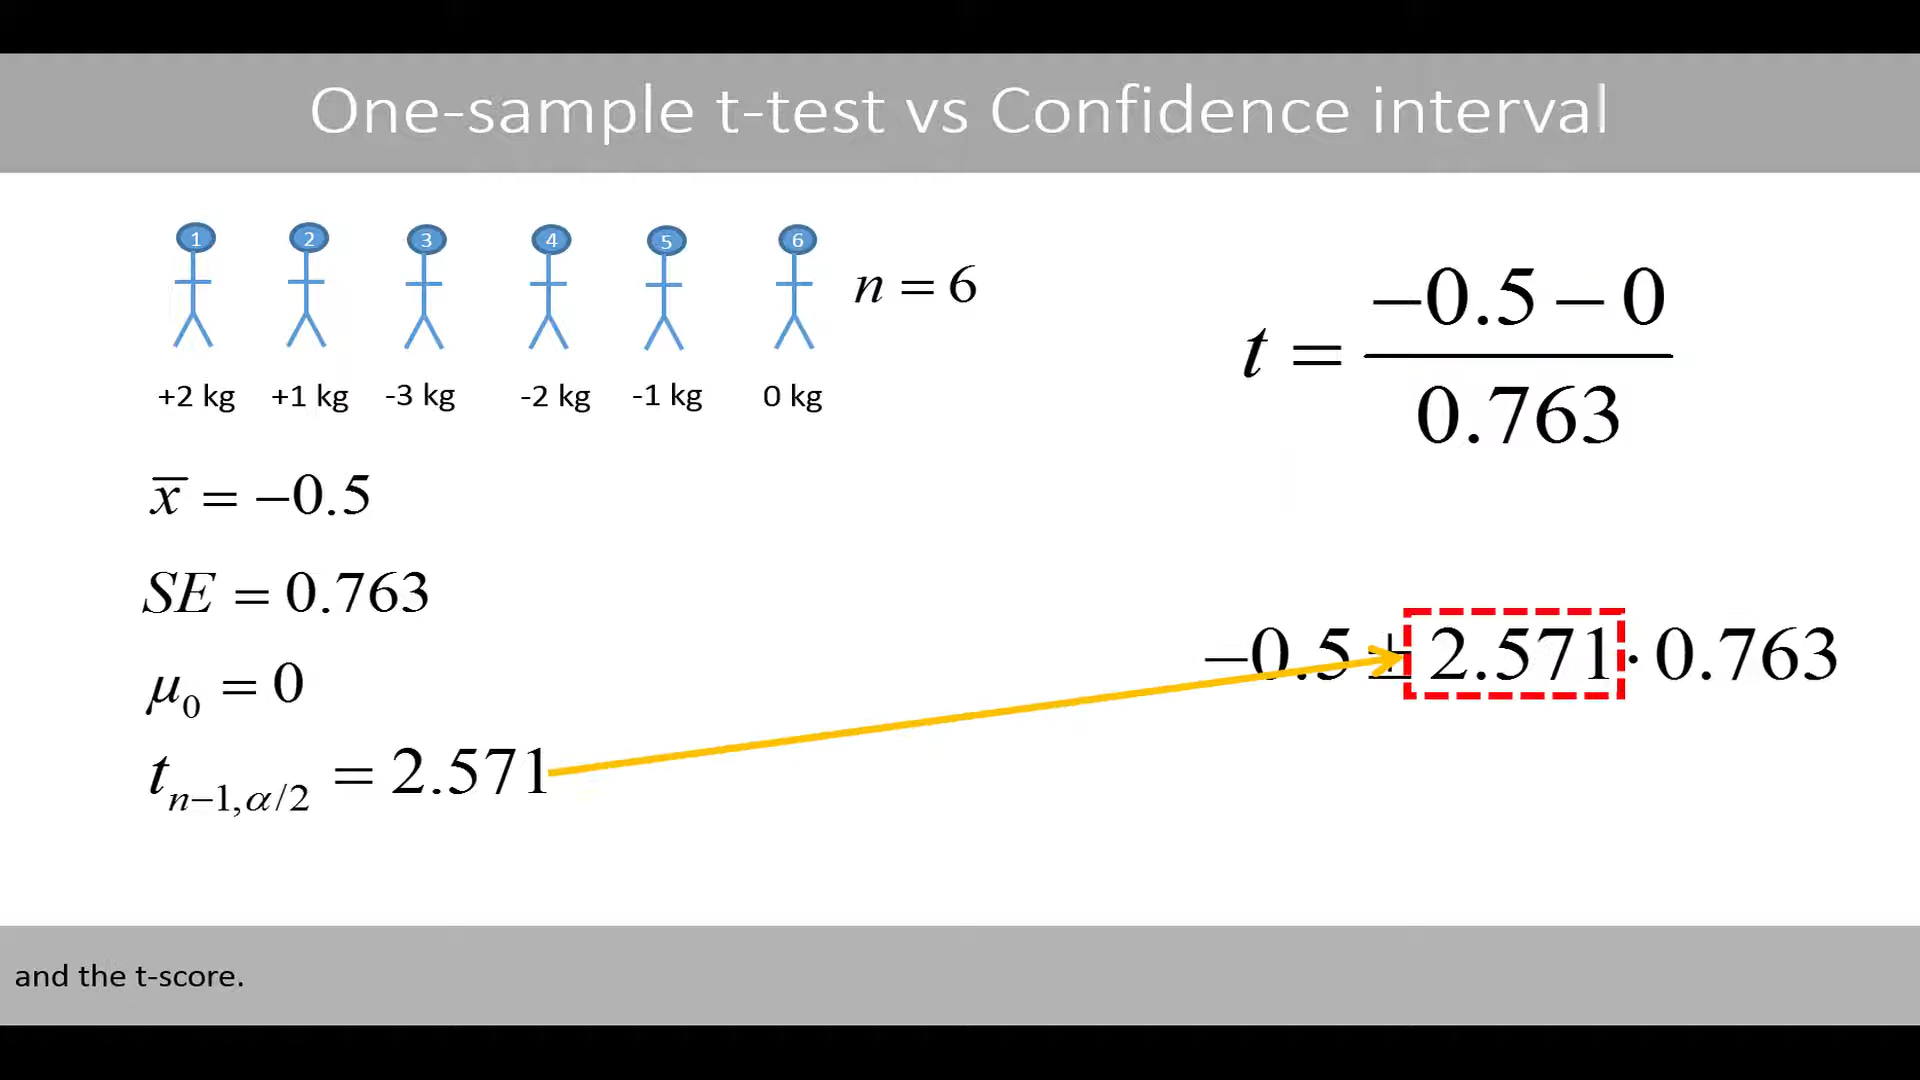 One-sample t-test vs Confidence interval
1 2 3 4 5 6
n = 6
+2 kg +1 kg -3 kg -2 kg -1 kg 0 kg
t = \frac{-0.5 - 0}{0.763}
x̄ = −0.5
SE = 0.763
−0.5 ± 2.571 · 0.763
μ₀ = 0
t_{n−1,α/2} = 2.571
and the t-score.